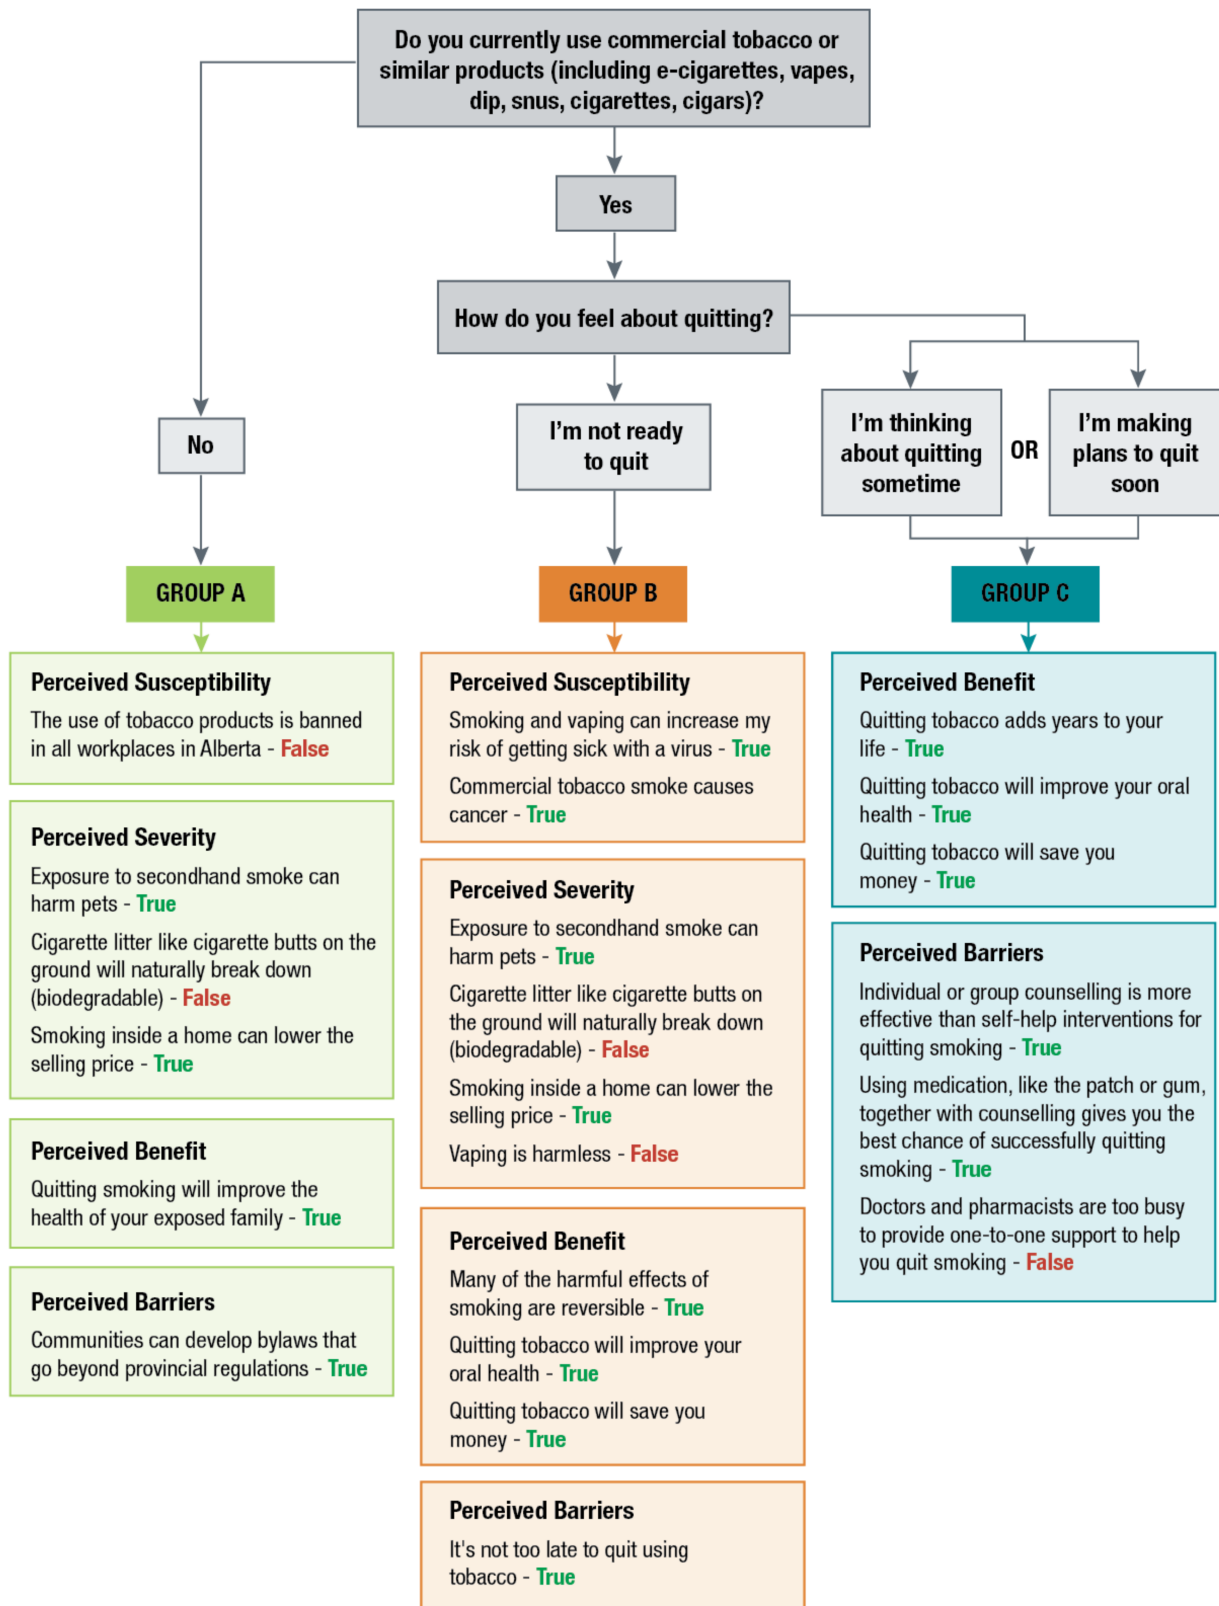 Do you currently use commercial tobacco or
similar products (including e-cigarettes, vapes,
dip, snus, cigarettes, cigars)?
Yes
How do you feel about quitting?
No
I'm not ready
to quit
I'm thinking
about quitting
sometime
OR
I'm making
plans to quit
soon
GROUP A
Perceived Susceptibility
The use of tobacco products is banned
in all workplaces in Alberta - False
Perceived Severity
Exposure to secondhand smoke can
harm pets - True
Cigarette litter like cigarette butts on the
ground will naturally break down
(biodegradable) - False
Smoking inside a home can lower the
selling price - True
Perceived Benefit
Quitting smoking will improve the
health of your exposed family - True
Perceived Barriers
Communities can develop bylaws that
go beyond provincial regulations - True
GROUP B
Perceived Susceptibility
Smoking and vaping can increase my
risk of getting sick with a virus - True
Commercial tobacco smoke causes
cancer - True
Perceived Severity
Exposure to secondhand smoke can
harm pets - True
Cigarette litter like cigarette butts on
the ground will naturally break down
(biodegradable) - False
Smoking inside a home can lower the
selling price - True
Vaping is harmless - False
Perceived Benefit
Many of the harmful effects of
smoking are reversible - True
Quitting tobacco will improve your
oral health - True
Quitting tobacco will save you
money - True
Perceived Barriers
It's not too late to quit using
tobacco - True
GROUP C
Perceived Benefit
Quitting tobacco adds years to your
life - True
Quitting tobacco will improve your oral
health - True
Quitting tobacco will save you
money - True
Perceived Barriers
Individual or group counselling is more
effective than self-help interventions for
quitting smoking - True
Using medication, like the patch or gum,
together with counselling gives you the
best chance of successfully quitting
smoking - True
Doctors and pharmacists are too busy
to provide one-to-one support to help
you quit smoking - False